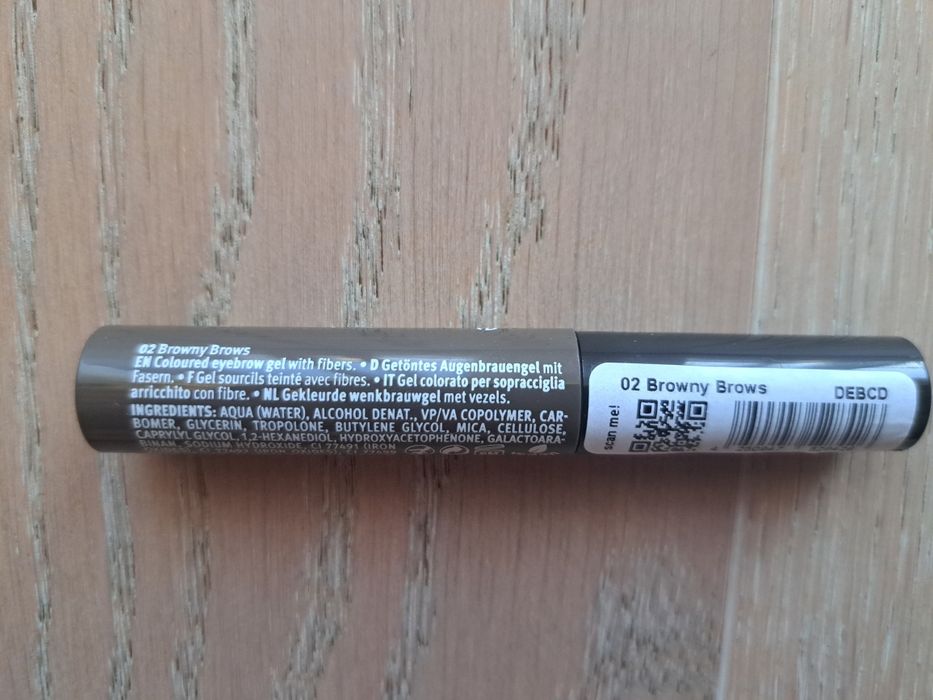 02 Browny Brows
EN Coloured eyebrow gel with fibers. • D Getöntes Augenbrauengel mit
Fasern. • F Gel sourcils teinté avec fibres. • IT Gel colorato per sopracciglia
arricchito con fibre. • NL Gekleurde wenkbrauwgel met vezels.
INGREDIENTS: AQUA (WATER), ALCOHOL DENAT., VP/VA COPOLYMER, CAR-
BOMER, GLYCERIN, TROPOLONE, BUTYLENE GLYCOL, MICA, CELLULOSE,
CAPRYLYL GLYCOL, 1,2-HEXANEDIOL, HYDROXYACETOPHENONE, GALACTOARA-
BINAN, SODIUM HYDROXIDE, CI 77491 (IRON
02 Browny Brows DEBCD
scan me!